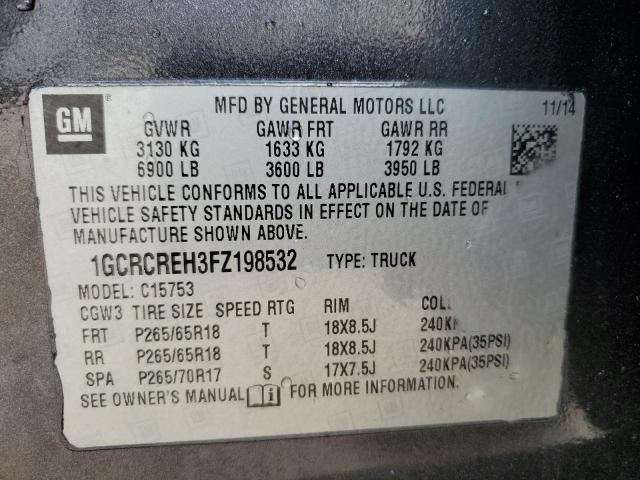 GM
MFD BY GENERAL MOTORS LLC 11/14
GVWR GAWR FRT GAWR RR
3130 KG 1633 KG 1792 KG
6900 LB 3600 LB 3950 LB
THIS VEHICLE CONFORMS TO ALL APPLICABLE U.S. FEDERAL
VEHICLE SAFETY STANDARDS IN EFFECT ON THE DATE OF
MANUFACTURE SHOWN ABOVE.
1GCRCREH3FZ198532 TYPE: TRUCK
MODEL: C15753
CGW3 TIRE SIZE SPEED RTG RIM
FRT P265/65R18 T 18X8.5J
RR P265/65R18 T 18X8.5J 240KPA(35PSI)
SPA P265/70R17 S 17X7.5J 240KPA(35PSI)
SEE OWNER'S MANUAL FOR MORE INFORMATION.